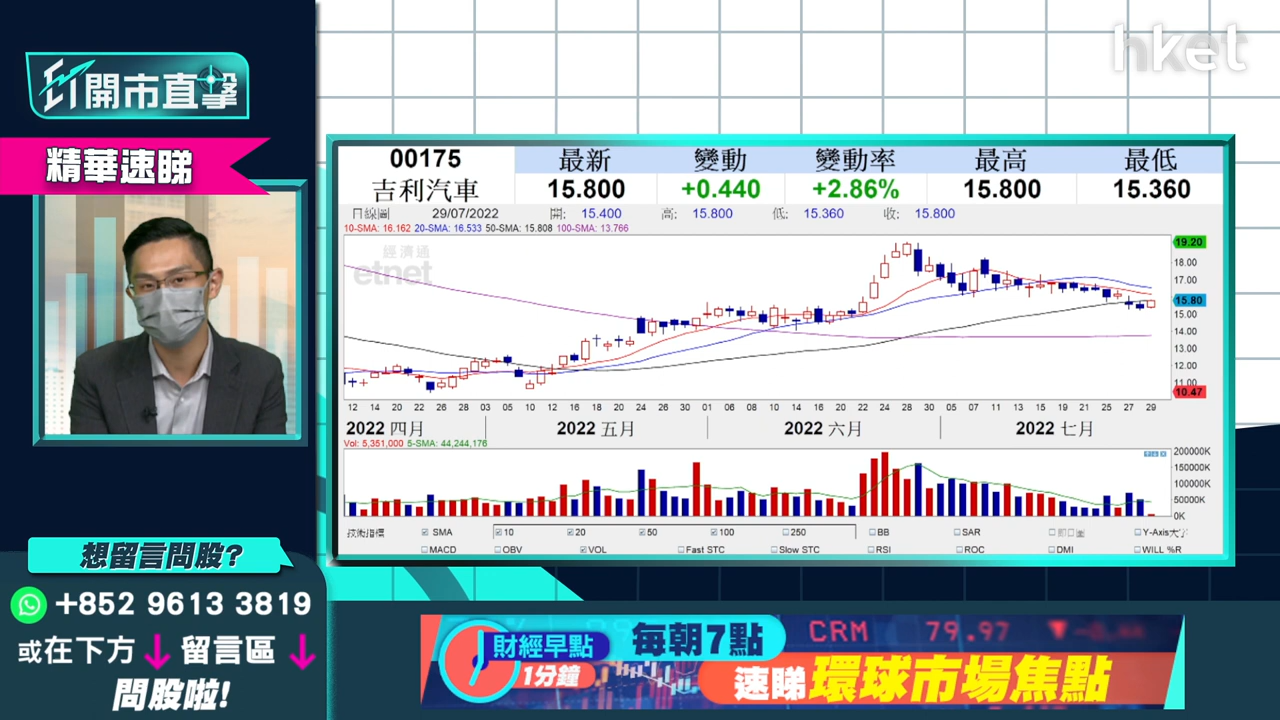 hket
ET開市直擊
精華速睇
00175 最新 變動 變動率 最高 最低
吉利汽車 15.800 +0.440 +2.86% 15.800 15.360
日線圖 29/07/2022 開: 15.400 高: 15.800 低: 15.360 收: 15.800
10-SMA: 16.162 20-SMA: 16.533 50-SMA: 15.808 100-SMA: 13.766
經濟通
etnet
19.20
18.00
17.00
15.80
15.00
14.00
13.00
12.00
11.00
10.47
12 14 20 22 26 28 03 05 10 12 16 18 20 24 26 30 01 06 08 10 14 16 20 22 24 28 30 05 07 11 13 15 19 21 25 27 29
2022 四月 2022 五月 2022 六月 2022 七月
Vol: 5,351,000 5-SMA: 44,244,176
200000K
150000K
100000K
50000K
0K
技術指標 SMA 10 20 50 100 250 BB SAR Y-Axis
MACD OBV VOL Fast STC Slow STC RSI ROC DMI WILL %R
想留言問股?
+852 9613 3819
或在下方 留言區
問股啦!
財經早點
1分鐘
每朝7點
CRM 79.97
速睇環球市場焦點